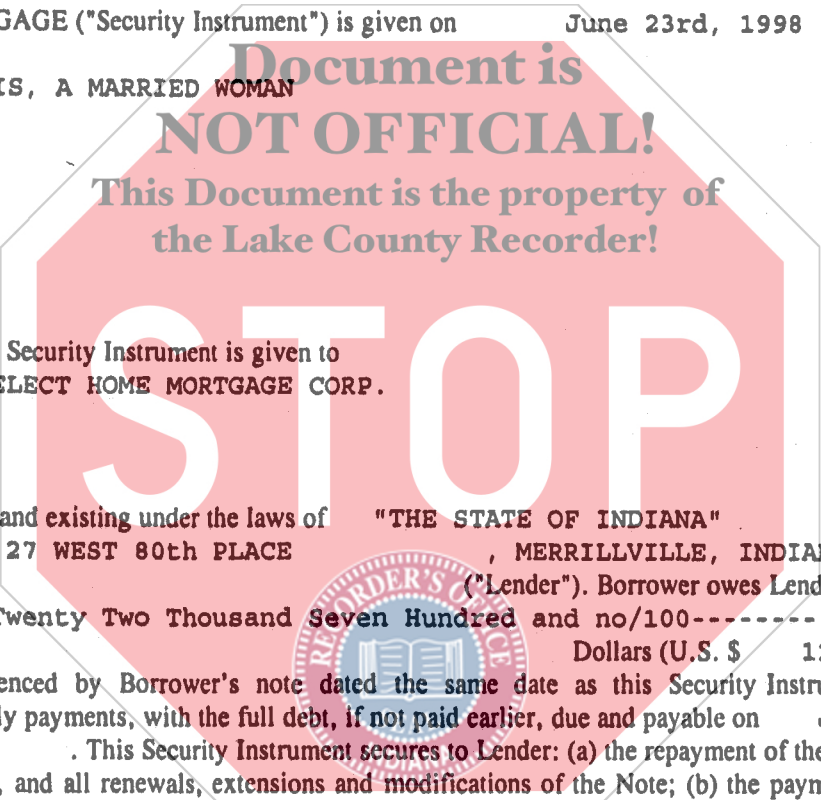 GAGE ("Security Instrument") is given on June 23rd, 1998
Document is
IS, A MARRIED WOMAN
NOT OFFICIAL!
This Document is the property of
the Lake County Recorder!
STOP
Security Instrument is given to
ELECT HOME MORTGAGE CORP.
and existing under the laws of "THE STATE OF INDIANA"
27 WEST 80th PLACE , MERRILLVILLE, INDIA
("Lender"). Borrower owes Lend
RECORDER'S OFFICE
Twenty Two Thousand Seven Hundred and no/100--------
Dollars (U.S. $ 1
enced by Borrower's note dated the same date as this Security Instru
ly payments, with the full debt, if not paid earlier, due and payable on
. This Security Instrument secures to Lender: (a) the repayment of the
INDIANA
, and all renewals, extensions and modifications of the Note; (b) the paym